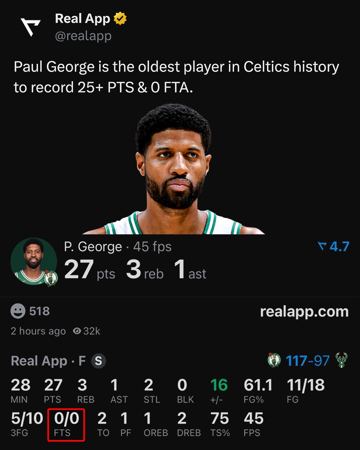 Real App
@realapp
Paul George is the oldest player in Celtics history
to record 25+ PTS & 0 FTA.
P. George · 45 fps
4.7
27 pts 3 reb 1 ast
518
realapp.com
2 hours ago 32k
Real App · F S
117-97
28 27 3 1 2 0 16 61.1 11/18
MIN PTS REB AST STL BLK +/- FG% FG
5/10 0/0 2 1 1 2 75 45
3FG FTS TO PF OREB DREB TS% FPS